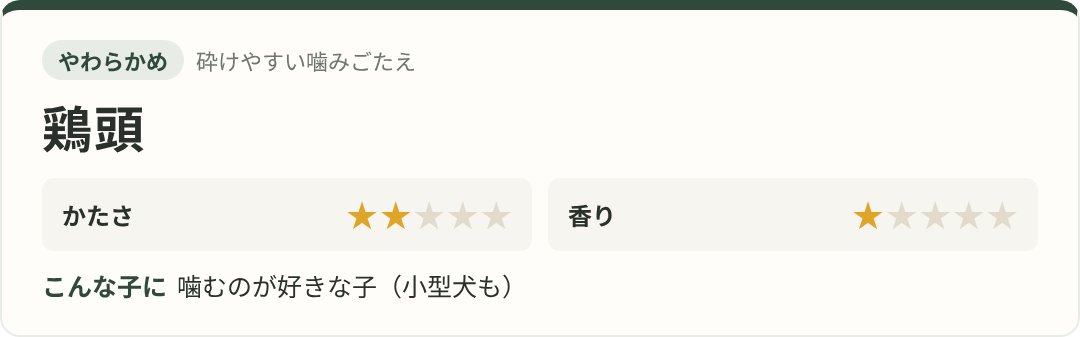 やわらかめ 砕けやすい噛みごたえ
鶏頭
かたさ ★★★★★ 香り ★★★★★
こんな子に 噛むのが好きな子（小型犬も）